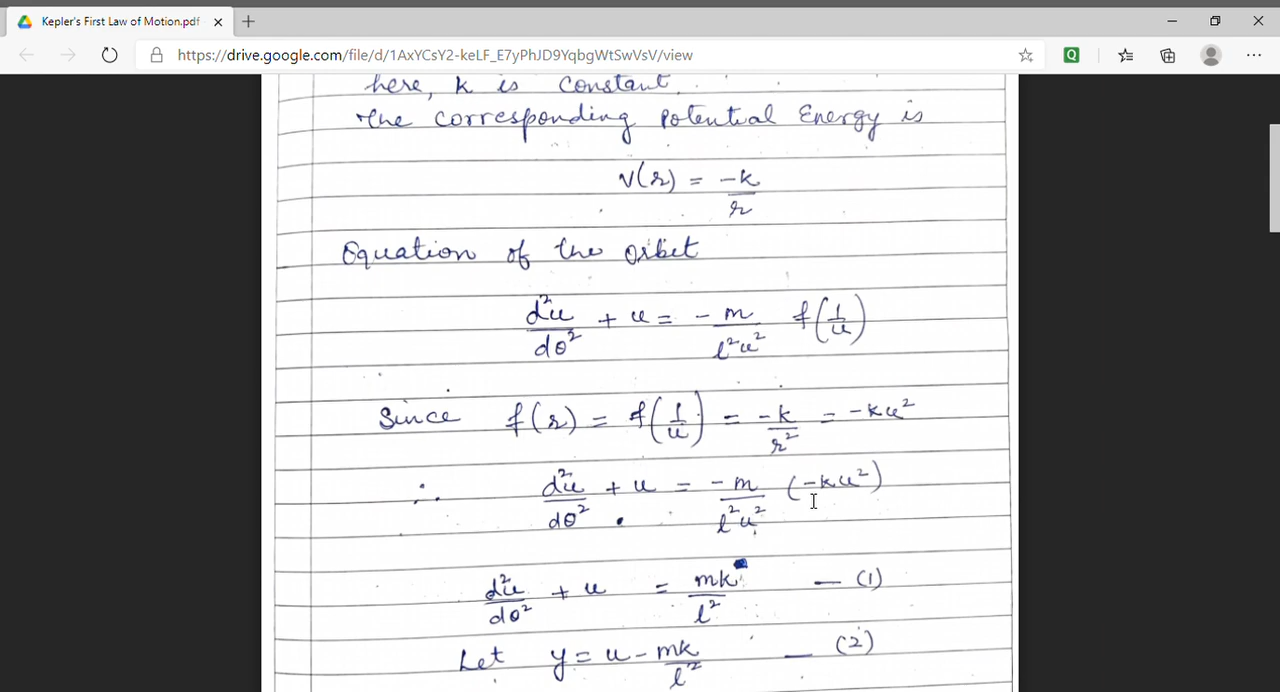 Kepler's First Law of Motion.pdf
https://drive.google.com/file/d/1AxYCsY2-keLF_E7yPhJD9YqbgWtSwVsV/view
here, k is constant.
the corresponding potential Energy is
V(r) = -k/r
Equation of the orbit
d²u/dθ² + u = -m/l²u² f(1/u)
Since f(r) = f(1/u) = -k/r² = -ku²
∴ d²u/dθ² + u = -m/l²u² (-ku²)
d²u/dθ² + u = mk/l² — (1)
Let y = u - mk/l² — (2)